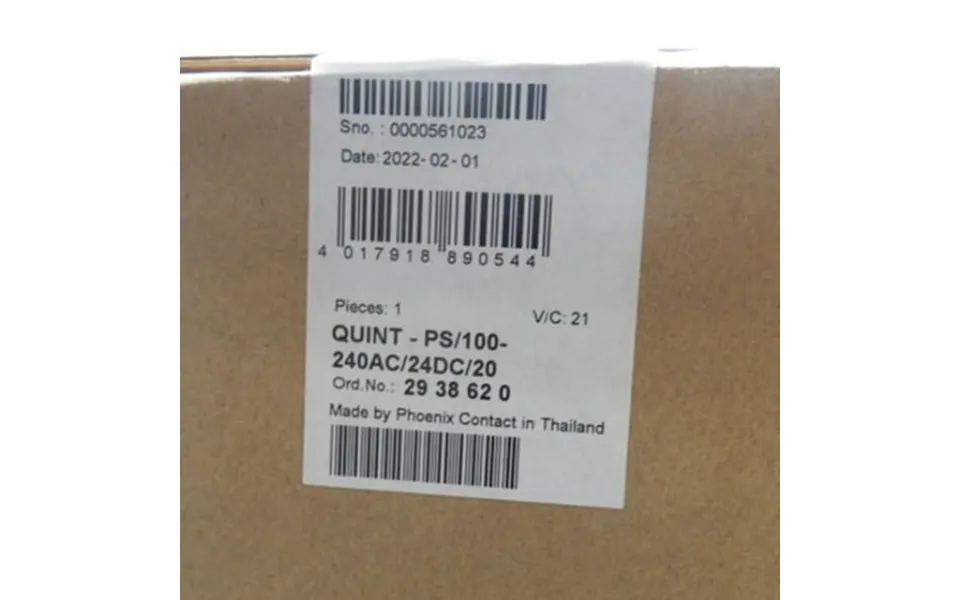 Sno. : 0000561023
Date: 2022-02-01
4 017918 890544
Pieces: 1
V/C: 21
QUINT - PS/100-
240AC/24DC/20
Ord.No.: 29 38 62 0
Made by Phoenix Contact in Thailand